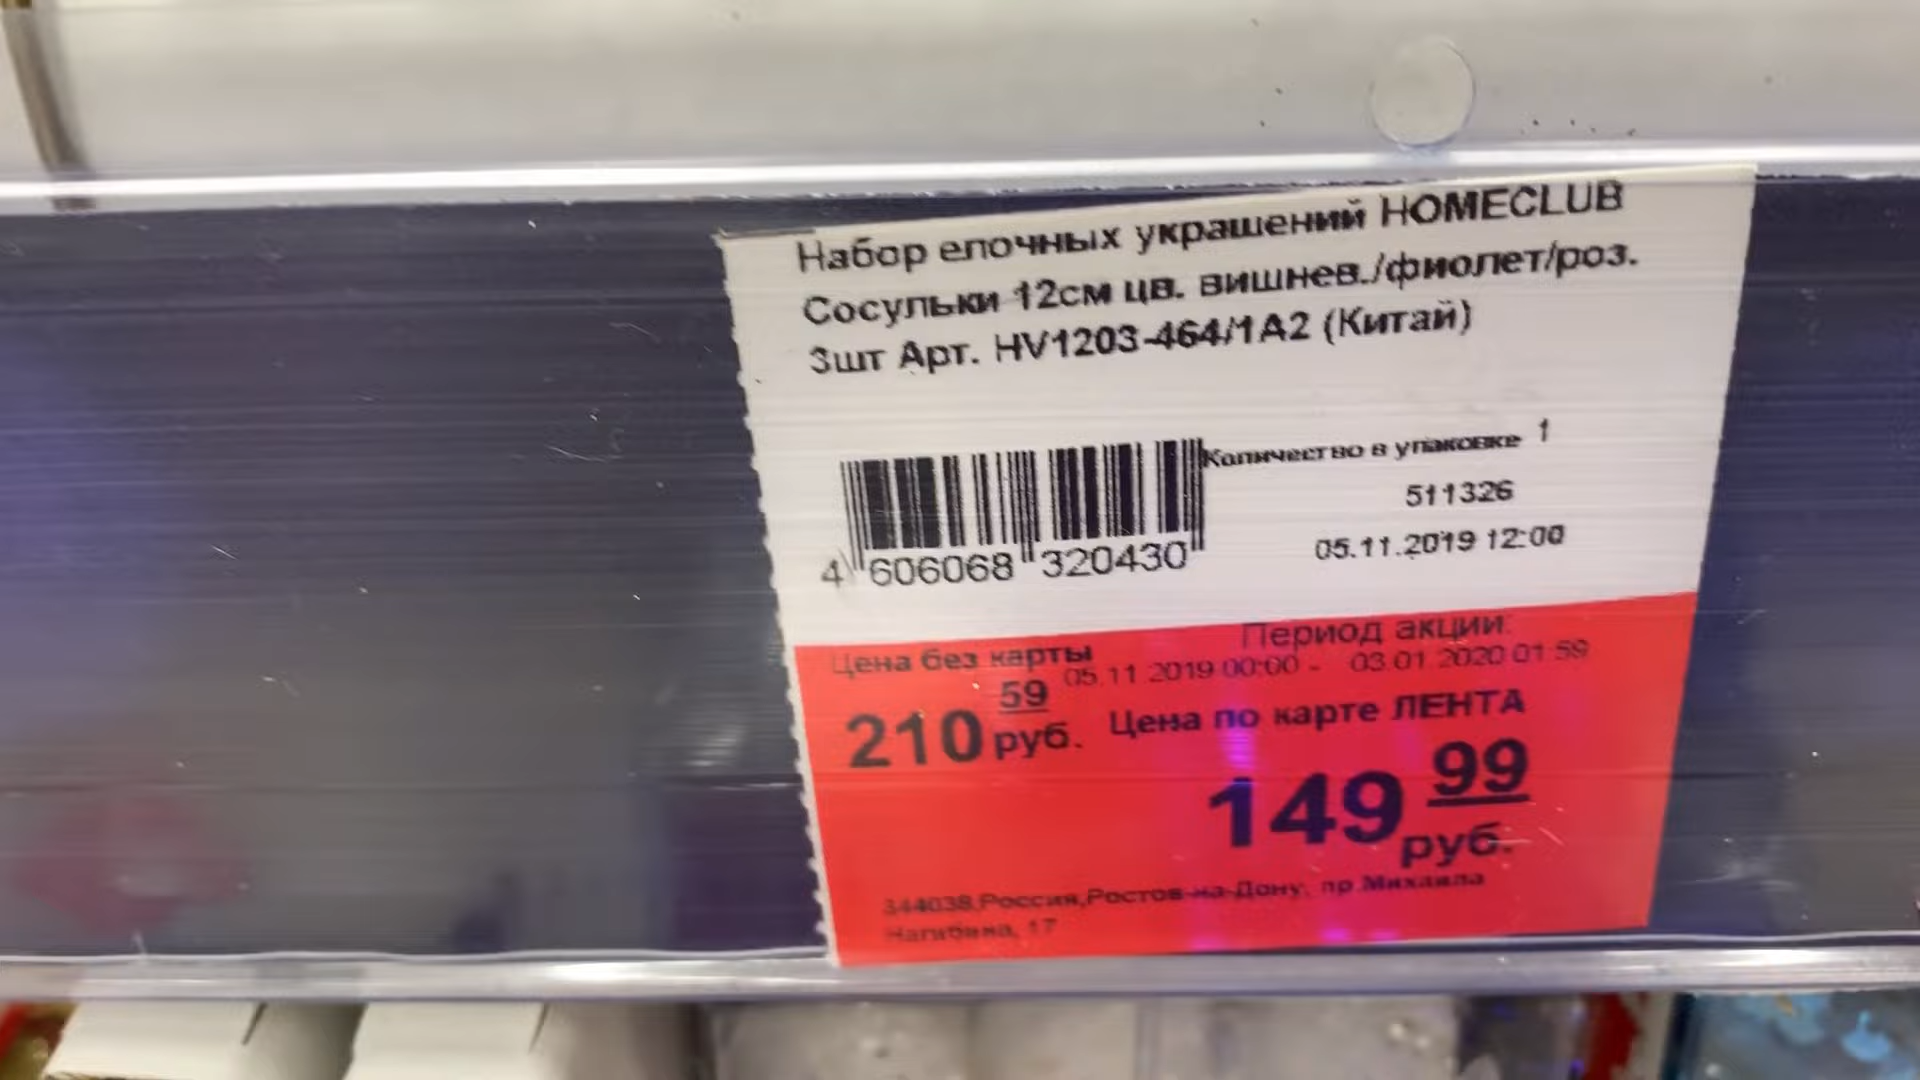 Набор елочных украшений HOMECLUB
Сосульки 12см цв. вишнев./фиолет/роз.
3шт Арт. HV1203-464/1A2 (Китай)
Количество в упаковке 1
511326
05.11.2019 12:00
4 606068 320430
Период акции:
05.11.2019 00:00 - 03.01.2020 01:59
Цена без карты
210 59 руб.
Цена по карте ЛЕНТА
149 99 руб.
344038,Россия,Ростов-на-Дону, пр Михаила
Нагибина, 17